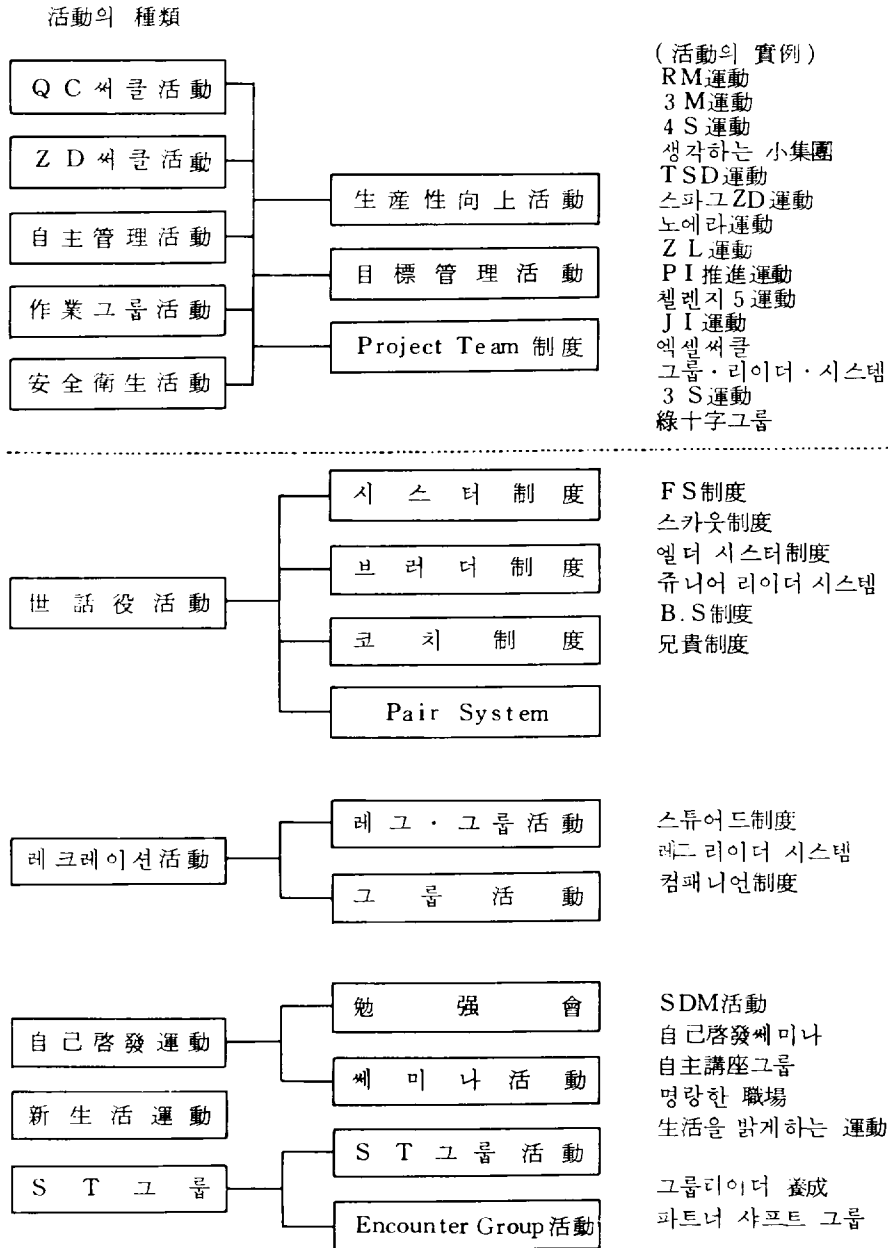 活動의 種類
QC써클活動
ZD써클活動
自主管理活動
作業그룹活動
安全衛生活動
生産性向上活動
目標管理活動
Project Team 制度
(活動의 實例)
RM運動
3M運動
4S運動
생각하는 小集團
TSD運動
스파그ZD運動
노에라運動
ZL運動
PI推進運動
첼렌지5運動
JI運動
엑셀써클
그룹·리이더·시스템
3S運動
綠十字그룹
世話役活動
시스터制度
브러더制度
코치制度
Pair System
FS制度
스카웃制度
엘더 시스터制度
쥬니어 리이더 시스템
B.S制度
兄貴制度
레크레이션活動
레그·그룹活動
그룹活動
스튜어드制度
레그리이더 시스템
컴패니언制度
自己啓發運動
新生活運動
ST그룹
勉强會
쎄미나活動
ST그룹活動
Encounter Group活動
SDM活動
自己啓發쎄미나
自主講座그룹
명랑한 職場
生活을 밝게하는 運動
그룹리이더 養成
파트너 샤프트 그룹